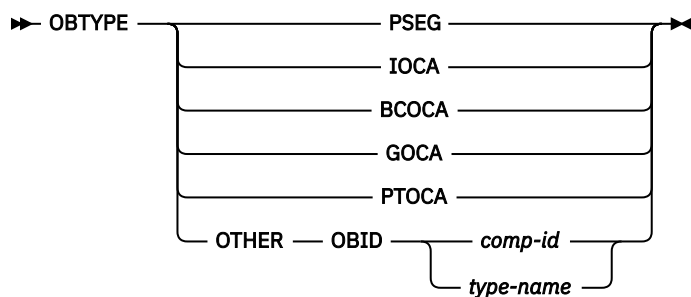 OBTYPE PSEG
IOCA
BCOCA
GOCA
PTOCA
OTHER OBID comp-id
type-name